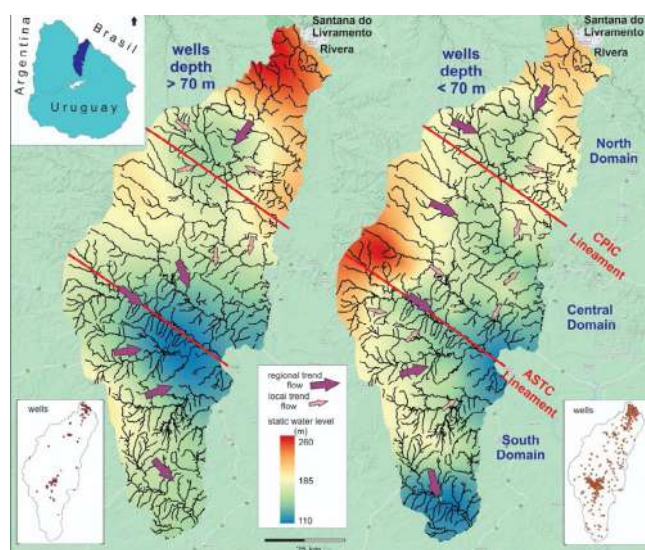 Argentina
Brasil
Uruguay
wells
depth
> 70 m
Santana do
Livramento
Rivera
wells
depth
< 70 m
Santana do
Livramento
Rivera
North Domain
CPIC
Lineament
Central
Domain
ASTC
Lineament
South
Domain
regional trend
flow
local trend
flow
static water level
(m)
260
185
110
wells
wells